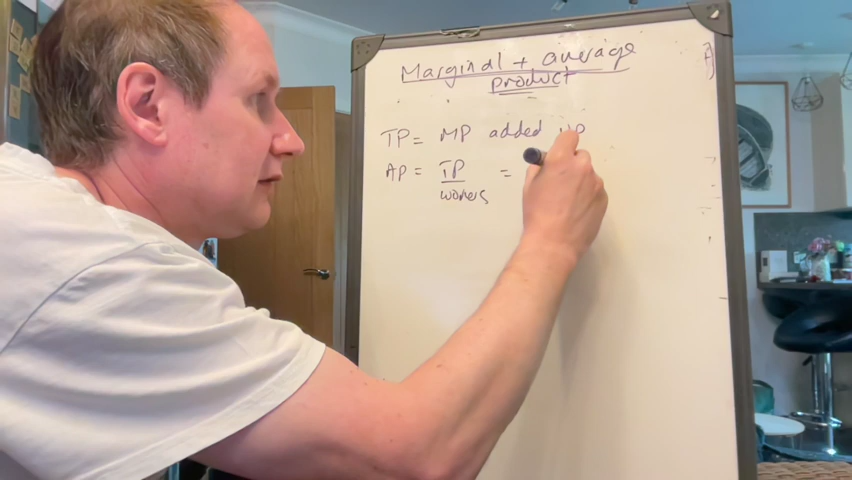 Marginal + average
product
TP = MP added up
AP = TP =
workers